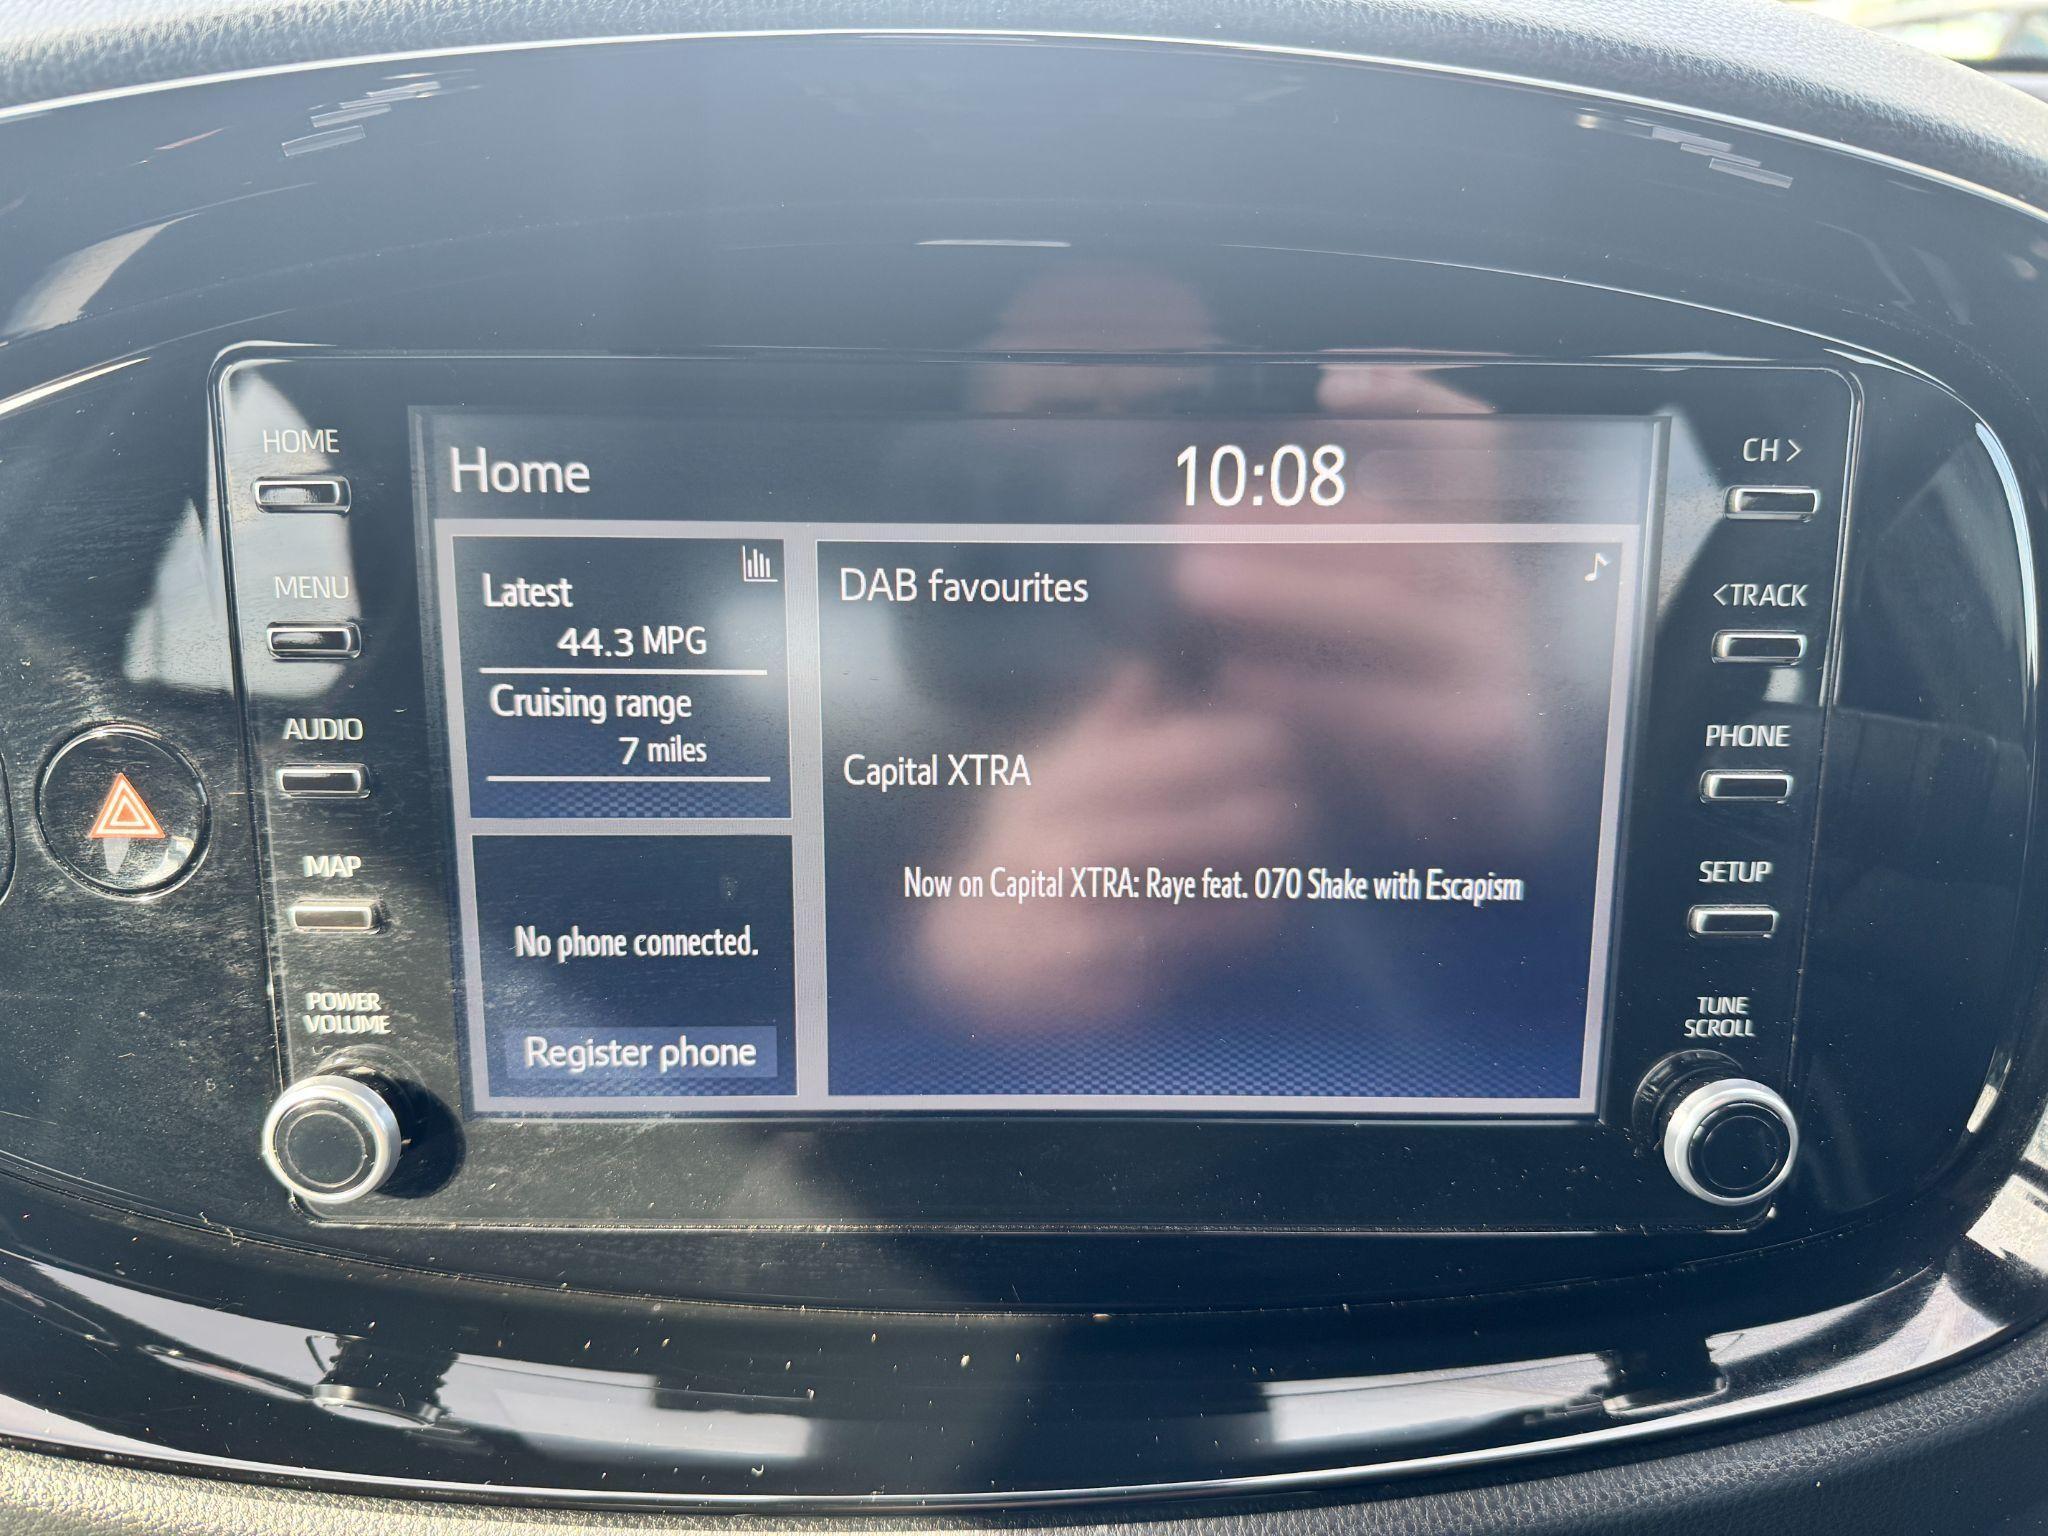 HOME
MENU
AUDIO
MAP
POWER
VOLUME
Home
10:08
Latest
44.3 MPG
Cruising range
7 miles
No phone connected.
Register phone
DAB favourites
Capital XTRA
Now on Capital XTRA: Raye feat. 070 Shake with Escapism
CH >
<TRACK
PHONE
SETUP
TUNE
SCROLL